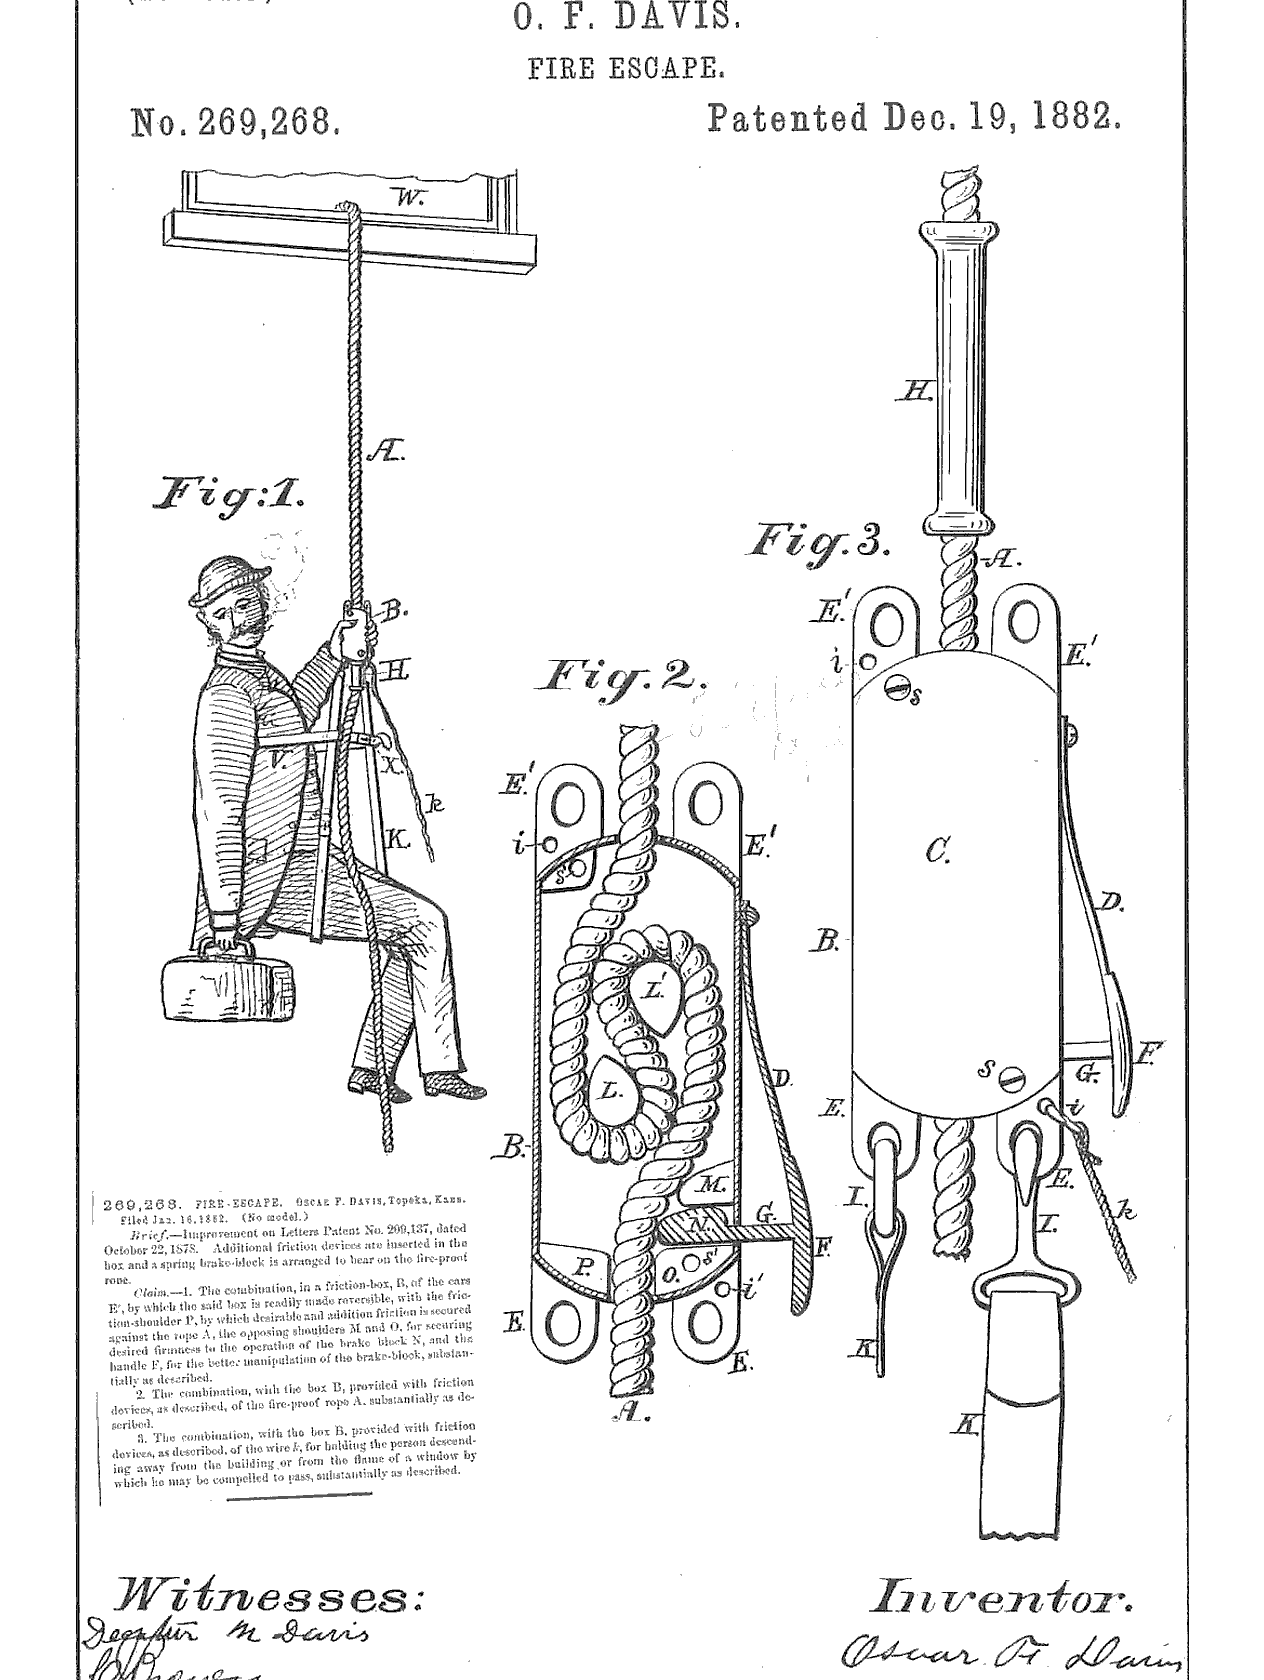 O. F. DAVIS.
FIRE ESCAPE.
No. 269,268.
Patented Dec. 19, 1882.
W.
A.
Fig:1.
B.
H.
V.
X.
k
K.
Fig. 2.
E'
E'.
i
s'
L'.
L.
D.
B.
M.
N.
G.
F.
P.
O.
s'
i'
E.
E.
A.
Fig. 3.
H.
A.
E'.
E'.
i
s
C.
D.
B.
s
F.
G.
E.
i
E.
I.
I.
k
K
K
269,268. FIRE-ESCAPE. OSCAR F. DAVIS, Topeka, Kans.
Filed Jan. 16, 1882. (No model.)
Brief.—Improvement on Letters Patent No. 209,137, dated
October 22, 1878. Additional friction devices are inserted in the
box and a spring brake-block is arranged to bear on the fire-proof
rope.
Claim.—1. The combination, in a friction-box, B, of the ears
E', by which the said box is readily made reversible, with the fric-
tion-shoulder P, by which desirable and addition friction is secured
against the rope A, the opposing shoulders M and O, for securing
desired firmness to the operation of the brake block N, and the
handle F, for the better manipulation of the brake-block, substan-
tially as described.
2. The combination, with the box B, provided with friction
devices, as described, of the fire-proof rope A, substantially as de-
scribed.
3. The combination, with the box B, provided with friction
devices, as described, of the wire k, for holding the person descend-
ing away from the building or from the flame of a window by
which he may be compelled to pass, substantially as described.
Witnesses:
M Davis
Inventor.
Oscar F. Davis